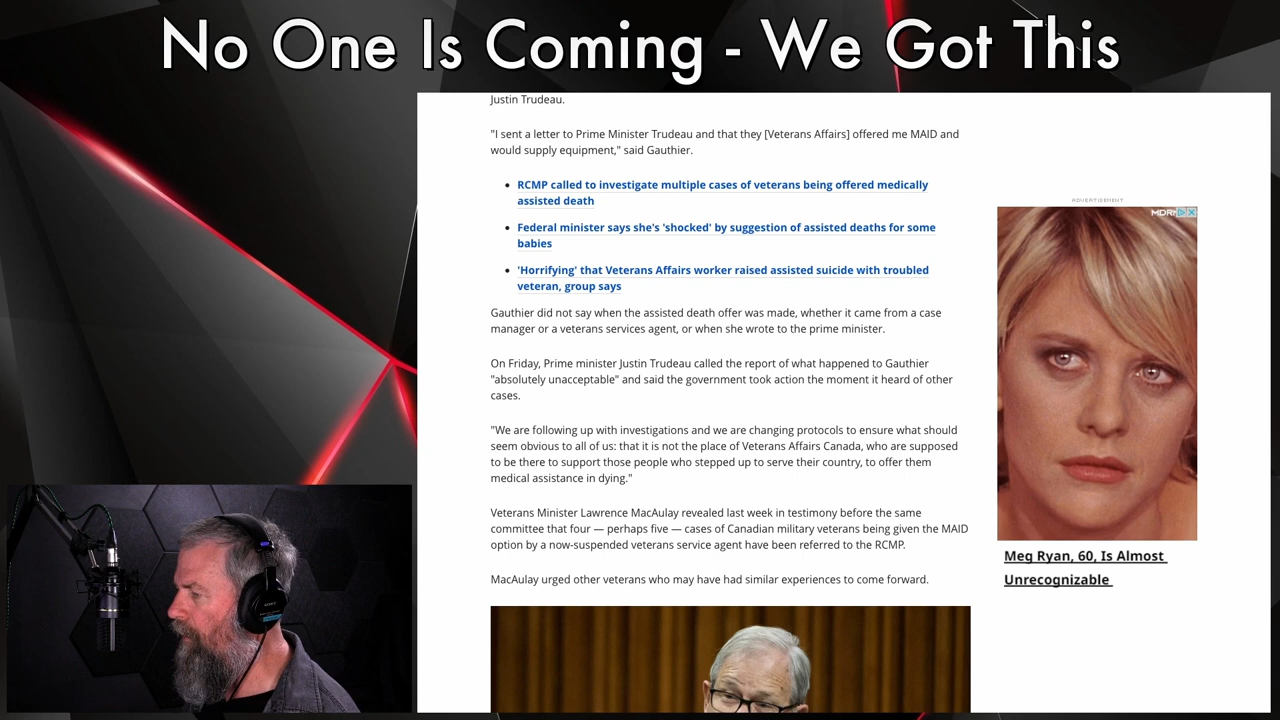 No One Is Coming - We Got This
Justin Trudeau.
"I sent a letter to Prime Minister Trudeau and that they [Veterans Affairs] offered me MAID and
would supply equipment," said Gauthier.
RCMP called to investigate multiple cases of veterans being offered medically
assisted death
Federal minister says she's 'shocked' by suggestion of assisted deaths for some
babies
'Horrifying' that Veterans Affairs worker raised assisted suicide with troubled
veteran, group says
Gauthier did not say when the assisted death offer was made, whether it came from a case
manager or a veterans services agent, or when she wrote to the prime minister.
On Friday, Prime minister Justin Trudeau called the report of what happened to Gauthier
"absolutely unacceptable" and said the government took action the moment it heard of other
cases.
"We are following up with investigations and we are changing protocols to ensure what should
seem obvious to all of us: that it is not the place of Veterans Affairs Canada, who are supposed
to be there to support those people who stepped up to serve their country, to offer them
medical assistance in dying."
Veterans Minister Lawrence MacAulay revealed last week in testimony before the same
committee that four — perhaps five — cases of Canadian military veterans being given the MAID
option by a now-suspended veterans service agent have been referred to the RCMP.
MacAulay urged other veterans who may have had similar experiences to come forward.
ADVERTISEMENT
Meg Ryan, 60, Is Almost
Unrecognizable
SONY